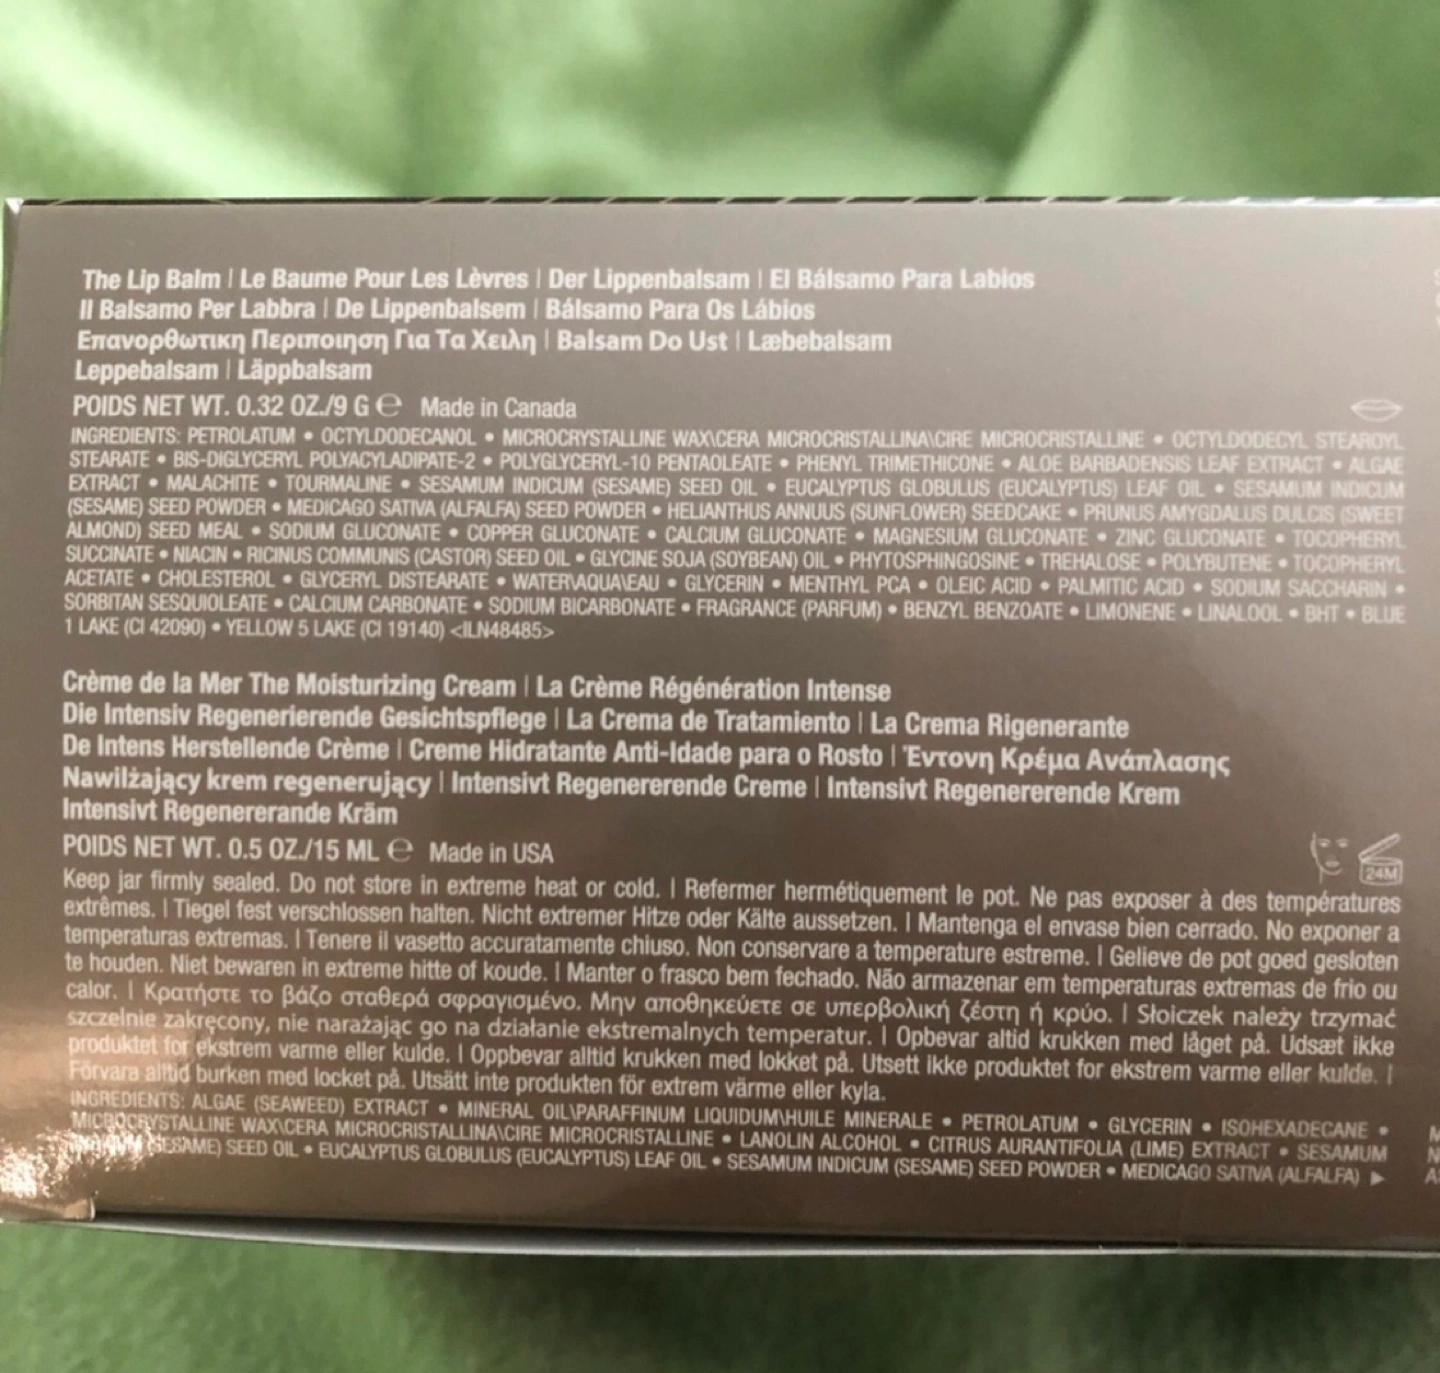 The Lip Balm | Le Baume Pour Les Lèvres | Der Lippenbalsam | El Bálsamo Para Labios
Il Balsamo Per Labbra | De Lippenbalsem | Bálsamo Para Os Lábios
Επανορθωτικη Περιποιηση Για Τα Χειλη | Balsam Do Ust | Læbebalsam
Leppebalsam | Läppbalsam
POIDS NET WT. 0.32 OZ./9 G ℮ Made in Canada
INGREDIENTS: PETROLATUM • OCTYLDODECANOL • MICROCRYSTALLINE WAX\CERA MICROCRISTALLINA\CIRE MICROCRISTALLINE • OCTYLDODECYL STEAROYL
STEARATE • BIS-DIGLYCERYL POLYACYLADIPATE-2 • POLYGLYCERYL-10 PENTAOLEATE • PHENYL TRIMETHICONE • ALOE BARBADENSIS LEAF EXTRACT • ALGAE
EXTRACT • MALACHITE • TOURMALINE • SESAMUM INDICUM (SESAME) SEED OIL • EUCALYPTUS GLOBULUS (EUCALYPTUS) LEAF OIL • SESAMUM INDICUM
(SESAME) SEED POWDER • MEDICAGO SATIVA (ALFALFA) SEED POWDER • HELIANTHUS ANNUUS (SUNFLOWER) SEEDCAKE • PRUNUS AMYGDALUS DULCIS (SWEET
ALMOND) SEED MEAL • SODIUM GLUCONATE • COPPER GLUCONATE • CALCIUM GLUCONATE • MAGNESIUM GLUCONATE • ZINC GLUCONATE • TOCOPHERYL
SUCCINATE • NIACIN • RICINUS COMMUNIS (CASTOR) SEED OIL • GLYCINE SOJA (SOYBEAN) OIL • PHYTOSPHINGOSINE • TREHALOSE • POLYBUTENE • TOCOPHERYL
ACETATE • CHOLESTEROL • GLYCERYL DISTEARATE • WATER\AQUA\EAU • GLYCERIN • MENTHYL PCA • OLEIC ACID • PALMITIC ACID • SODIUM SACCHARIN •
SORBITAN SESQUIOLEATE • CALCIUM CARBONATE • SODIUM BICARBONATE • FRAGRANCE (PARFUM) • BENZYL BENZOATE • LIMONENE • LINALOOL • BHT • BLUE
1 LAKE (CI 42090) • YELLOW 5 LAKE (CI 19140) <ILN48485>
Crème de la Mer The Moisturizing Cream | La Crème Régénération Intense
Die Intensiv Regenerierende Gesichtspflege | La Crema de Tratamiento | La Crema Rigenerante
De Intens Herstellende Crème | Creme Hidratante Anti-Idade para o Rosto | Έντονη Κρέμα Ανάπλασης
Nawilżający krem regenerujący | Intensivt Regenererende Creme | Intensivt Regenererende Krem
Intensivt Regenererande Kräm
POIDS NET WT. 0.5 OZ./15 ML ℮ Made in USA
24M
Keep jar firmly sealed. Do not store in extreme heat or cold. | Refermer hermétiquement le pot. Ne pas exposer à des températures
extrêmes. | Tiegel fest verschlossen halten. Nicht extremer Hitze oder Kälte aussetzen. | Mantenga el envase bien cerrado. No exponer a
temperaturas extremas. | Tenere il vasetto accuratamente chiuso. Non conservare a temperature estreme. | Gelieve de pot goed gesloten
te houden. Niet bewaren in extreme hitte of koude. | Manter o frasco bem fechado. Não armazenar em temperaturas extremas de frio ou
calor. | Κρατήστε το βάζο σταθερά σφραγισμένο. Μην αποθηκεύετε σε υπερβολική ζέστη ή κρύο. | Słoiczek należy trzymać
szczelnie zakręcony, nie narażając go na działanie ekstremalnych temperatur. | Opbevar altid krukken med låget på. Udsæt ikke
produktet for ekstrem varme eller kulde. | Oppbevar alltid krukken med lokket på. Utsett ikke produktet for ekstrem varme eller kulde. |
Förvara alltid burken med locket på. Utsätt inte produkten för extrem värme eller kyla.
INGREDIENTS: ALGAE (SEAWEED) EXTRACT • MINERAL OIL\PARAFFINUM LIQUIDUM\HUILE MINERALE • PETROLATUM • GLYCERIN • ISOHEXADECANE •
MICROCRYSTALLINE WAX\CERA MICROCRISTALLINA\CIRE MICROCRISTALLINE • LANOLIN ALCOHOL • CITRUS AURANTIFOLIA (LIME) EXTRACT • SESAMUM
(SESAME) SEED OIL • EUCALYPTUS GLOBULUS (EUCALYPTUS) LEAF OIL • SESAMUM INDICUM (SESAME) SEED POWDER • MEDICAGO SATIVA (ALFALFA) ►